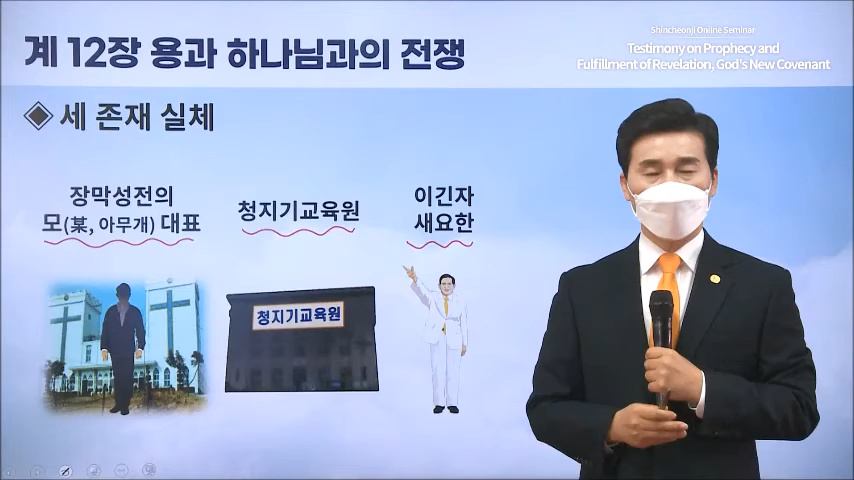 계 12장 용과 하나님과의 전쟁
Shincheonji Online Seminar
Testimony on Prophecy and
Fulfillment of Revelation, God's New Covenant
◈ 세 존재 실체
장막성전의
모(某, 아무개) 대표
청지기교육원
이긴자
새요한
청지기교육원